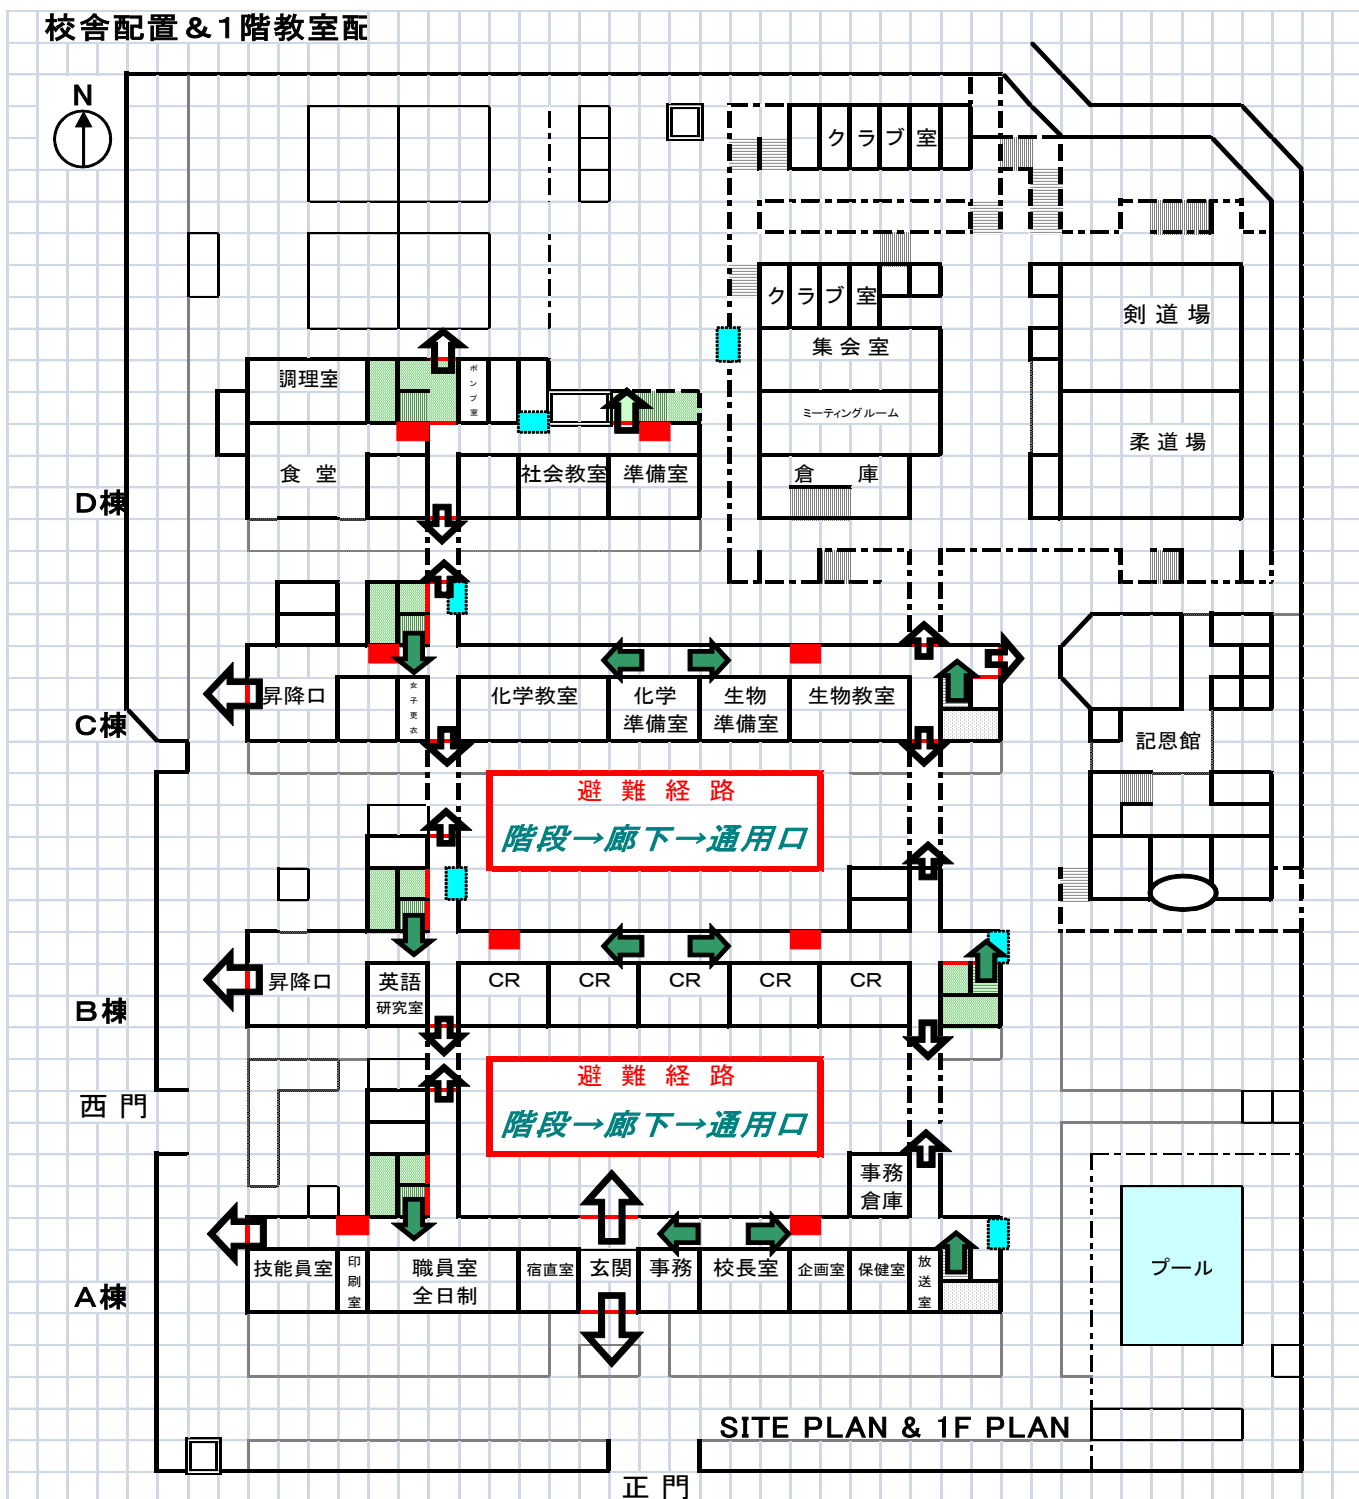 校舎配置＆１階教室配
N
クラブ室
クラブ室
剣道場
集会室
調理室
ポンプ室
ミーティングルーム
柔道場
食堂
社会教室
準備室
倉庫
D棟
昇降口
女子更衣
化学教室
化学
準備室
生物
準備室
生物教室
C棟
記恩館
避難経路
階段→廊下→通用口
昇降口
英語
研究室
CR
CR
CR
CR
CR
B棟
避難経路
階段→廊下→通用口
西門
事務
倉庫
技能員室
印刷室
職員室
全日制
宿直室
玄関
事務
校長室
企画室
保健室
放送室
プール
A棟
SITE PLAN & 1F PLAN
正門